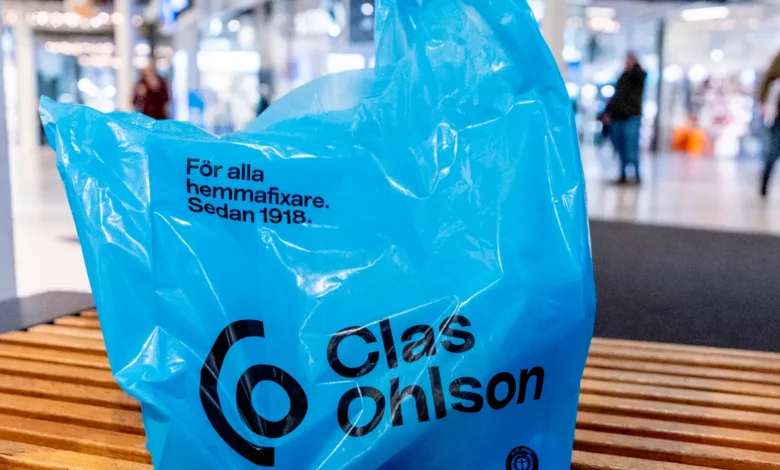 För alla
hemmafixare.
Sedan 1918.
Clas
Ohlson